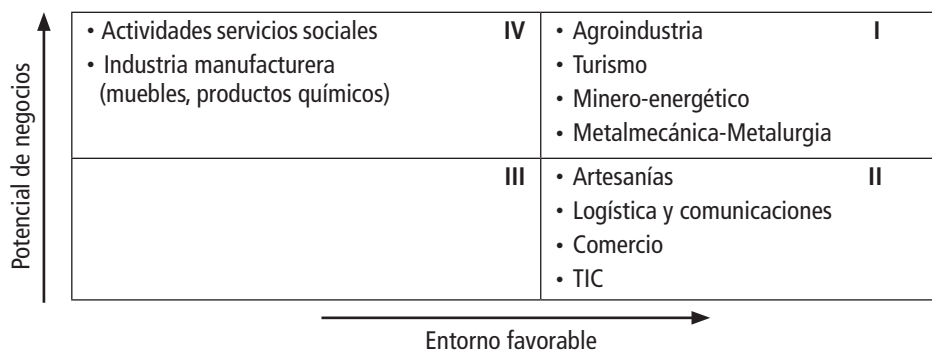 Potencial de negocios
• Actividades servicios sociales IV
• Industria manufacturera
(muebles, productos químicos)
• Agroindustria I
• Turismo
• Minero-energético
• Metalmecánica-Metalurgia
III
• Artesanías II
• Logística y comunicaciones
• Comercio
• TIC
Entorno favorable